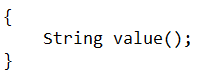 {
    String value();
}